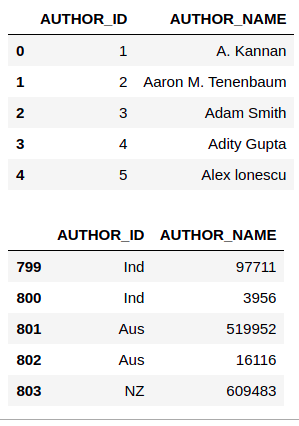 AUTHOR_ID AUTHOR_NAME
0 1 A. Kannan
1 2 Aaron M. Tenenbaum
2 3 Adam Smith
3 4 Adity Gupta
4 5 Alex Ionescu
AUTHOR_ID AUTHOR_NAME
799 Ind 97711
800 Ind 3956
801 Aus 519952
802 Aus 16116
803 NZ 609483